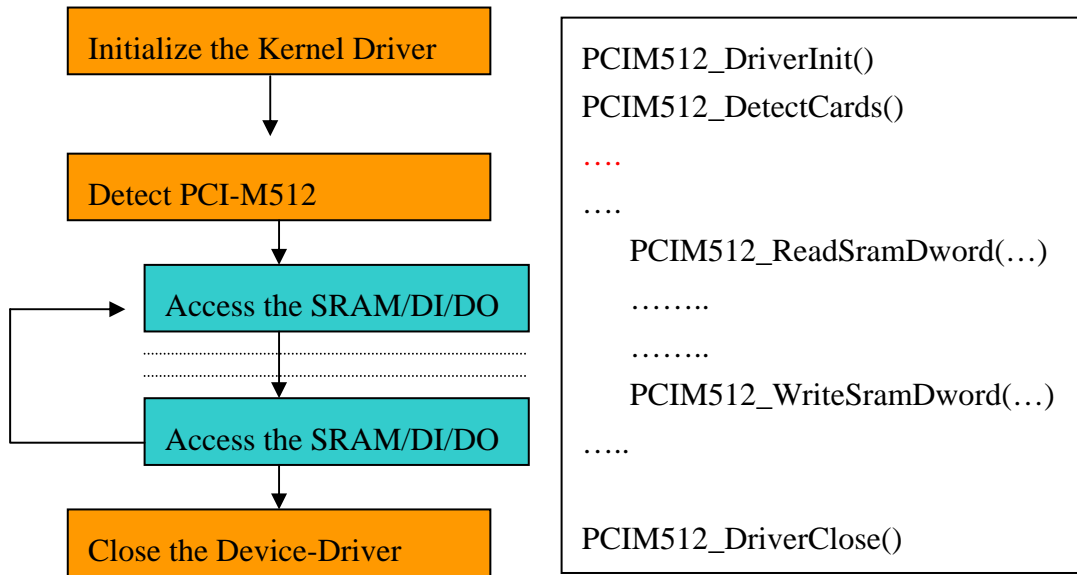 Initialize the Kernel Driver
Detect PCI-M512
Access the SRAM/DI/DO
Access the SRAM/DI/DO
Close the Device-Driver
PCIM512_DriverInit()
PCIM512_DetectCards()
….
….
PCIM512_ReadSramDword(…)
……..
……..
PCIM512_WriteSramDword(…)
…..
PCIM512_DriverClose()